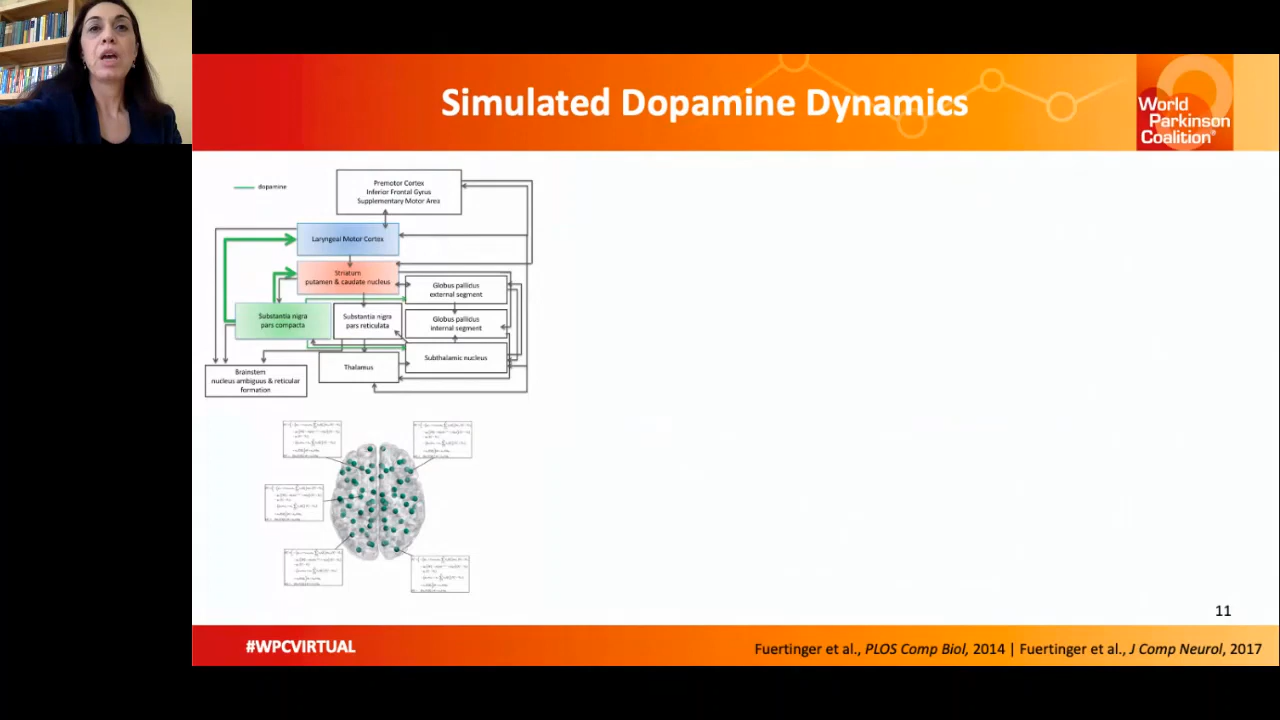 Simulated Dopamine Dynamics
World
Parkinson
Coalition®
dopamine
Premotor Cortex
Inferior Frontal Gyrus
Supplementary Motor Area
Laryngeal Motor Cortex
Striatum
putamen & caudate nucleus
Globus pallidus
external segment
Substantia nigra
pars compacta
Substantia nigra
pars reticulata
Globus pallidus
internal segment
Subthalamic nucleus
Thalamus
Brainstem
nucleus ambiguus & reticular
formation
11
#WPCVIRTUAL
Fuertinger et al., PLOS Comp Biol, 2014 | Fuertinger et al., J Comp Neurol, 2017